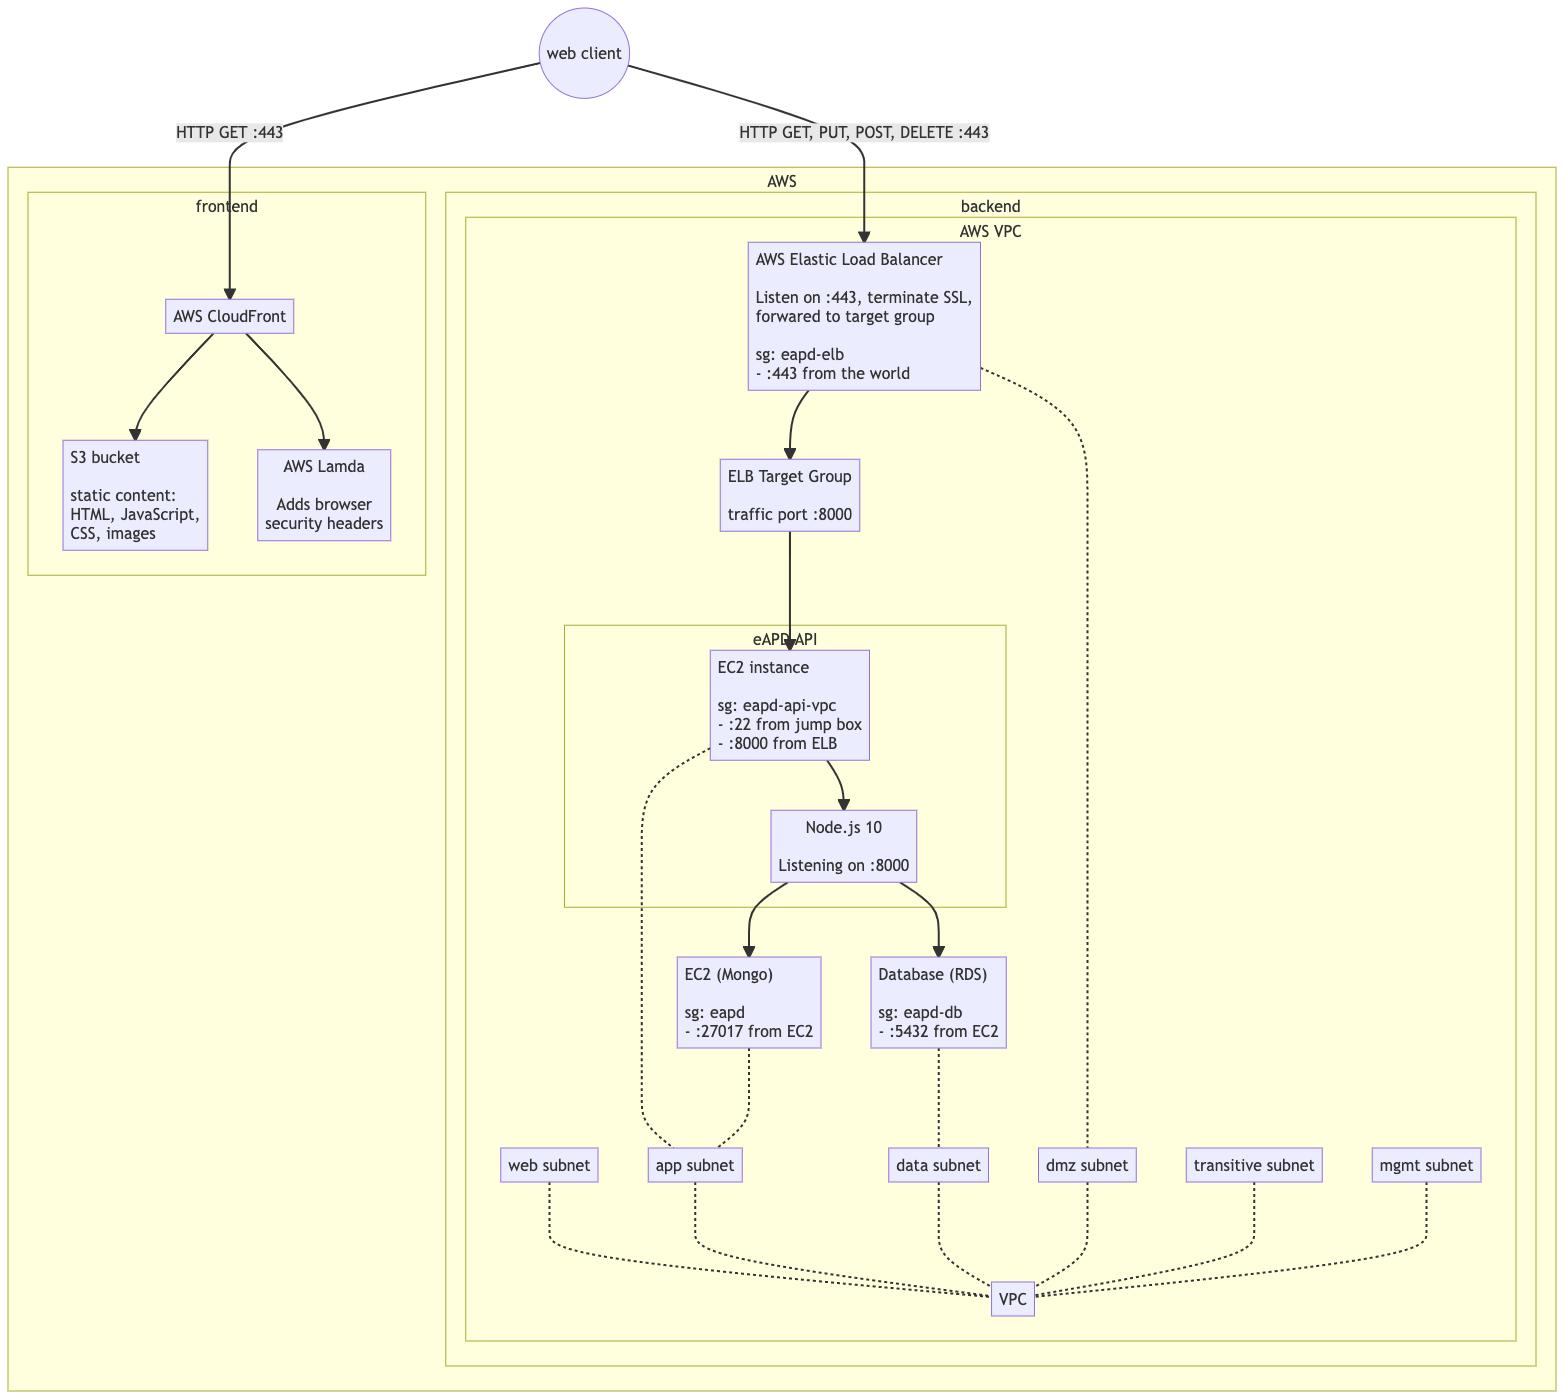 web client
HTTP GET :443
HTTP GET, PUT, POST, DELETE :443
AWS
frontend
backend
AWS VPC
AWS CloudFront
S3 bucket
static content:
HTML, JavaScript,
CSS, images
AWS Lamda
Adds browser
security headers
AWS Elastic Load Balancer
Listen on :443, terminate SSL,
forwared to target group
sg: eapd-elb
- :443 from the world
ELB Target Group
traffic port :8000
eAPD API
EC2 instance
sg: eapd-api-vpc
- :22 from jump box
- :8000 from ELB
Node.js 10
Listening on :8000
EC2 (Mongo)
sg: eapd
- :27017 from EC2
Database (RDS)
sg: eapd-db
- :5432 from EC2
web subnet
app subnet
data subnet
dmz subnet
transitive subnet
mgmt subnet
VPC